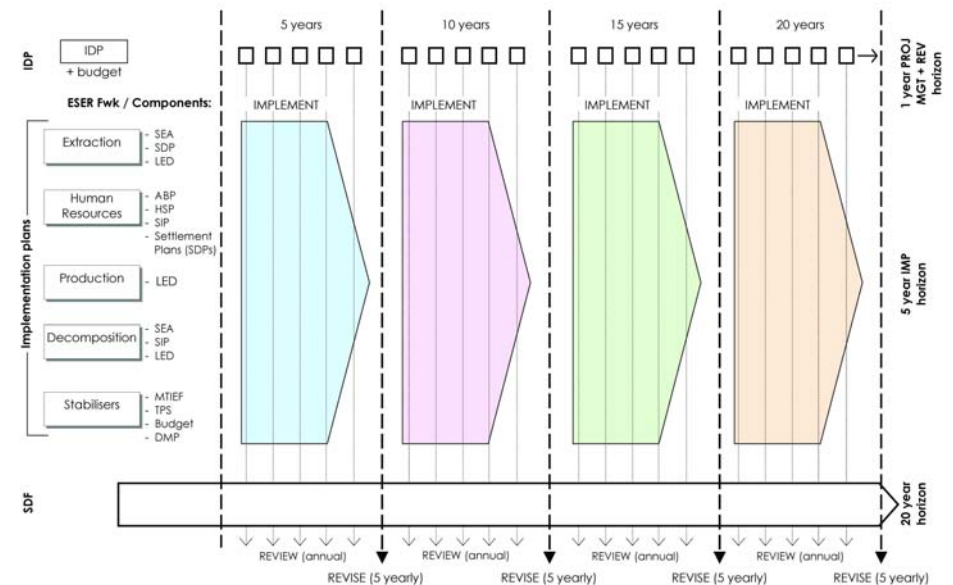 5 years
10 years
15 years
20 years
IDP
IDP
+ budget
1 year PROJ
MGT + REV
horizon
ESER Fwk / Components:
IMPLEMENT
IMPLEMENT
IMPLEMENT
IMPLEMENT
Implementation plans
Extraction
- SEA
- SDP
- LED
Human
Resources
- ABP
- HSP
- SIP
- Settlement
Plans (SDPs)
Production
- LED
Decomposition
- SEA
- SIP
- LED
Stabilisers
- MTIEF
- TPS
- Budget
- DMP
5 year IMP
horizon
SDF
20 year
horizon
REVIEW (annual)
REVIEW (annual)
REVIEW (annual)
REVIEW (annual)
REVISE (5 yearly)
REVISE (5 yearly)
REVISE (5 yearly)
REVISE (5 yearly)